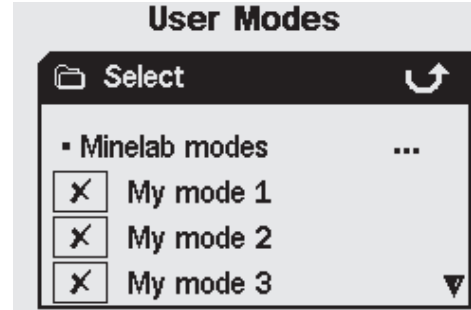 User Modes
Select
▪ Minelab modes ...
My mode 1
My mode 2
My mode 3